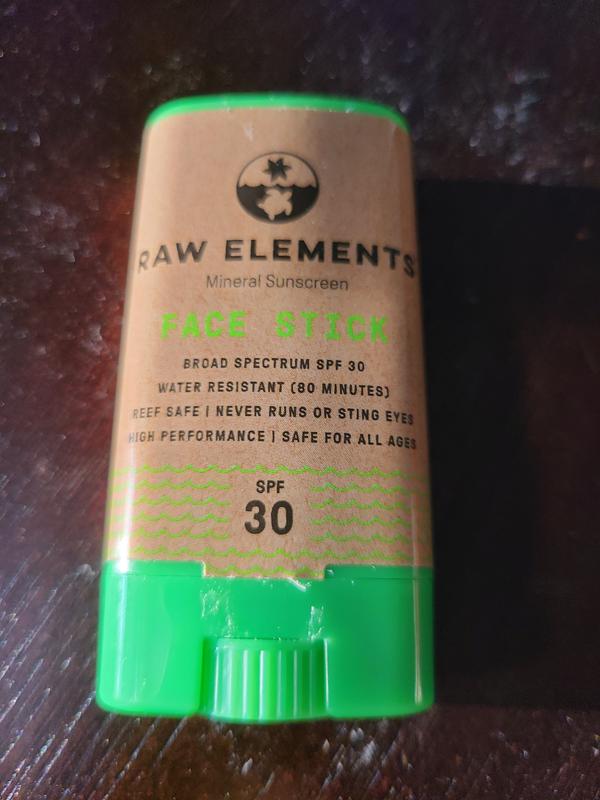 RAW ELEMENTS
Mineral Sunscreen
FACE STICK
BROAD SPECTRUM SPF 30
WATER RESISTANT (80 MINUTES)
REEF SAFE | NEVER RUNS OR STING EYES
HIGH PERFORMANCE | SAFE FOR ALL AGES
SPF
30